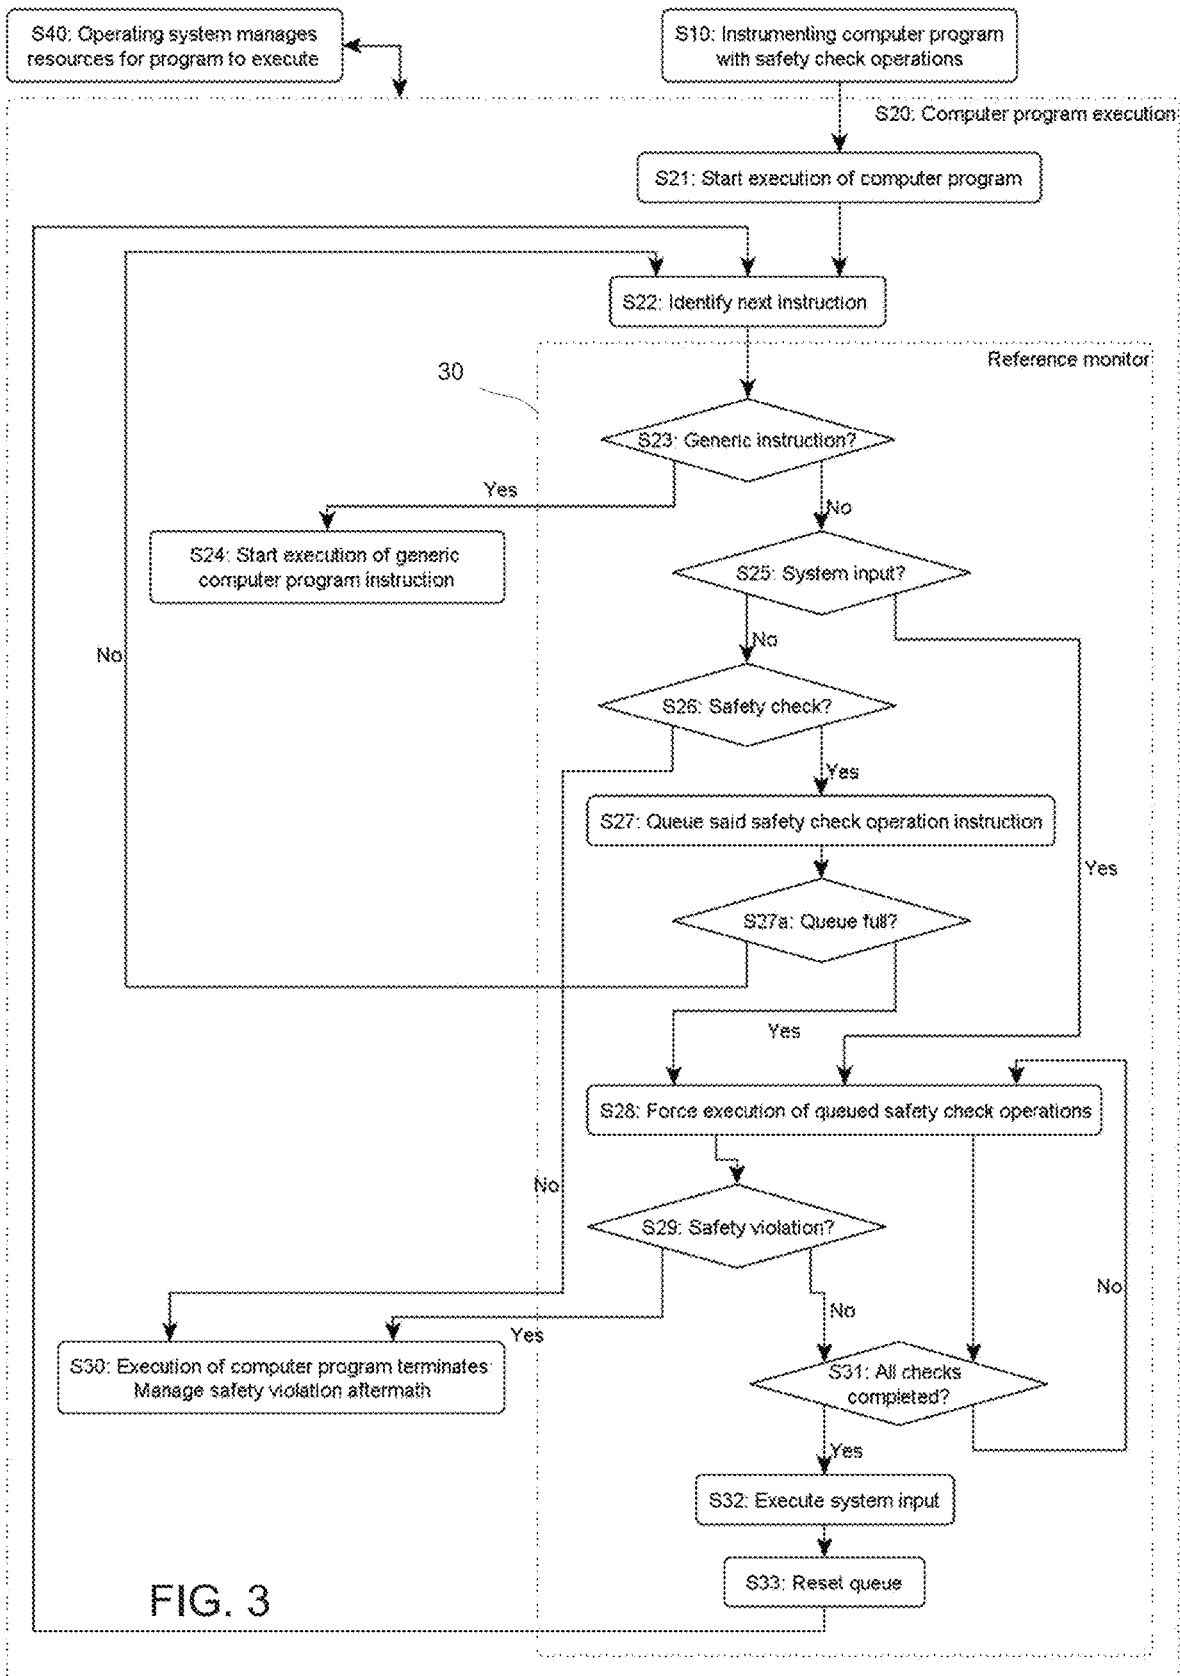 S40: Operating system manages
resources for program to execute
S10: Instrumenting computer program
with safety check operations
S20: Computer program execution
S21: Start execution of computer program
S22: Identify next instruction
Reference monitor
30
S23: Generic instruction?
Yes
No
S24: Start execution of generic
computer program instruction
S25: System input?
No
No
S26: Safety check?
Yes
S27: Queue said safety check operation instruction
Yes
S27a: Queue full?
Yes
S28: Force execution of queued safety check operations
No
S29: Safety violation?
No
No
Yes
S30: Execution of computer program terminates
Manage safety violation aftermath
S31: All checks
completed?
Yes
S32: Execute system input
S33: Reset queue
FIG. 3